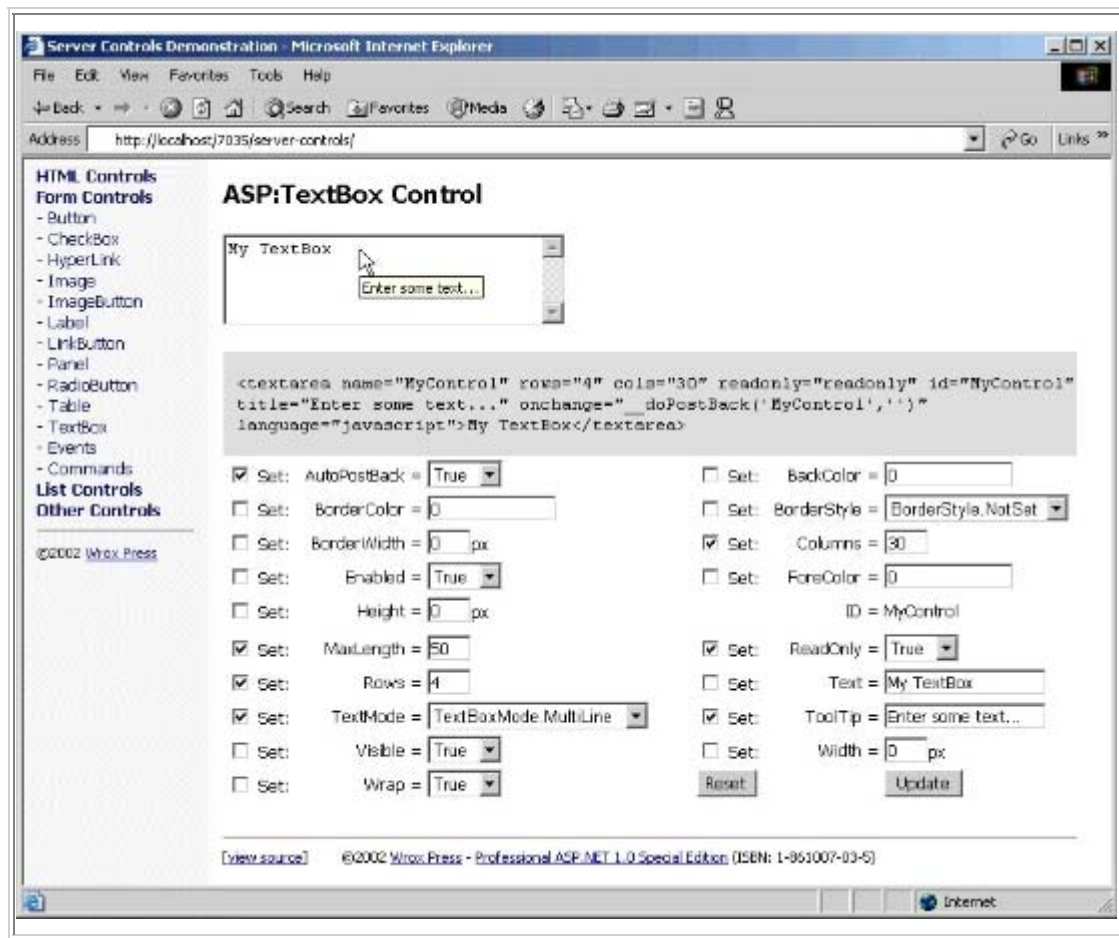 Server Controls Demonstration - Microsoft Internet Explorer
File Edit View Favorites Tools Help
Back Search Favorites Media
Address http://localhost/7035/server-controls/ Go Links »
HTML Controls
Form Controls
- Button
- CheckBox
- HyperLink
- Image
- ImageButton
- Label
- LinkButton
- Panel
- RadioButton
- Table
- TextBox
- Events
- Commands
List Controls
Other Controls
©2002 Wrox Press
ASP:TextBox Control
My TextBox
Enter some text...
<textarea name="MyControl" rows="4" cols="30" readonly="readonly" id="MyControl"
title="Enter some text..." onchange="__doPostBack('MyControl','')"
language="javascript">My TextBox</textarea>
Set: AutoPostBack = True Set: BackColor = 0
Set: BorderColor = 0 Set: BorderStyle = BorderStyle.NotSet
Set: BorderWidth = 0 px Set: Columns = 30
Set: Enabled = True Set: ForeColor = 0
Set: Height = 0 px ID = MyControl
Set: MaxLength = 50 Set: ReadOnly = True
Set: Rows = 4 Set: Text = My TextBox
Set: TextMode = TextBoxMode.MultiLine Set: ToolTip = Enter some text...
Set: Visible = True Set: Width = 0 px
Set: Wrap = True Reset Update
[view source] ©2002 Wrox Press - Professional ASP.NET 1.0 Special Edition (ISBN: 1-861007-03-5)
Internet